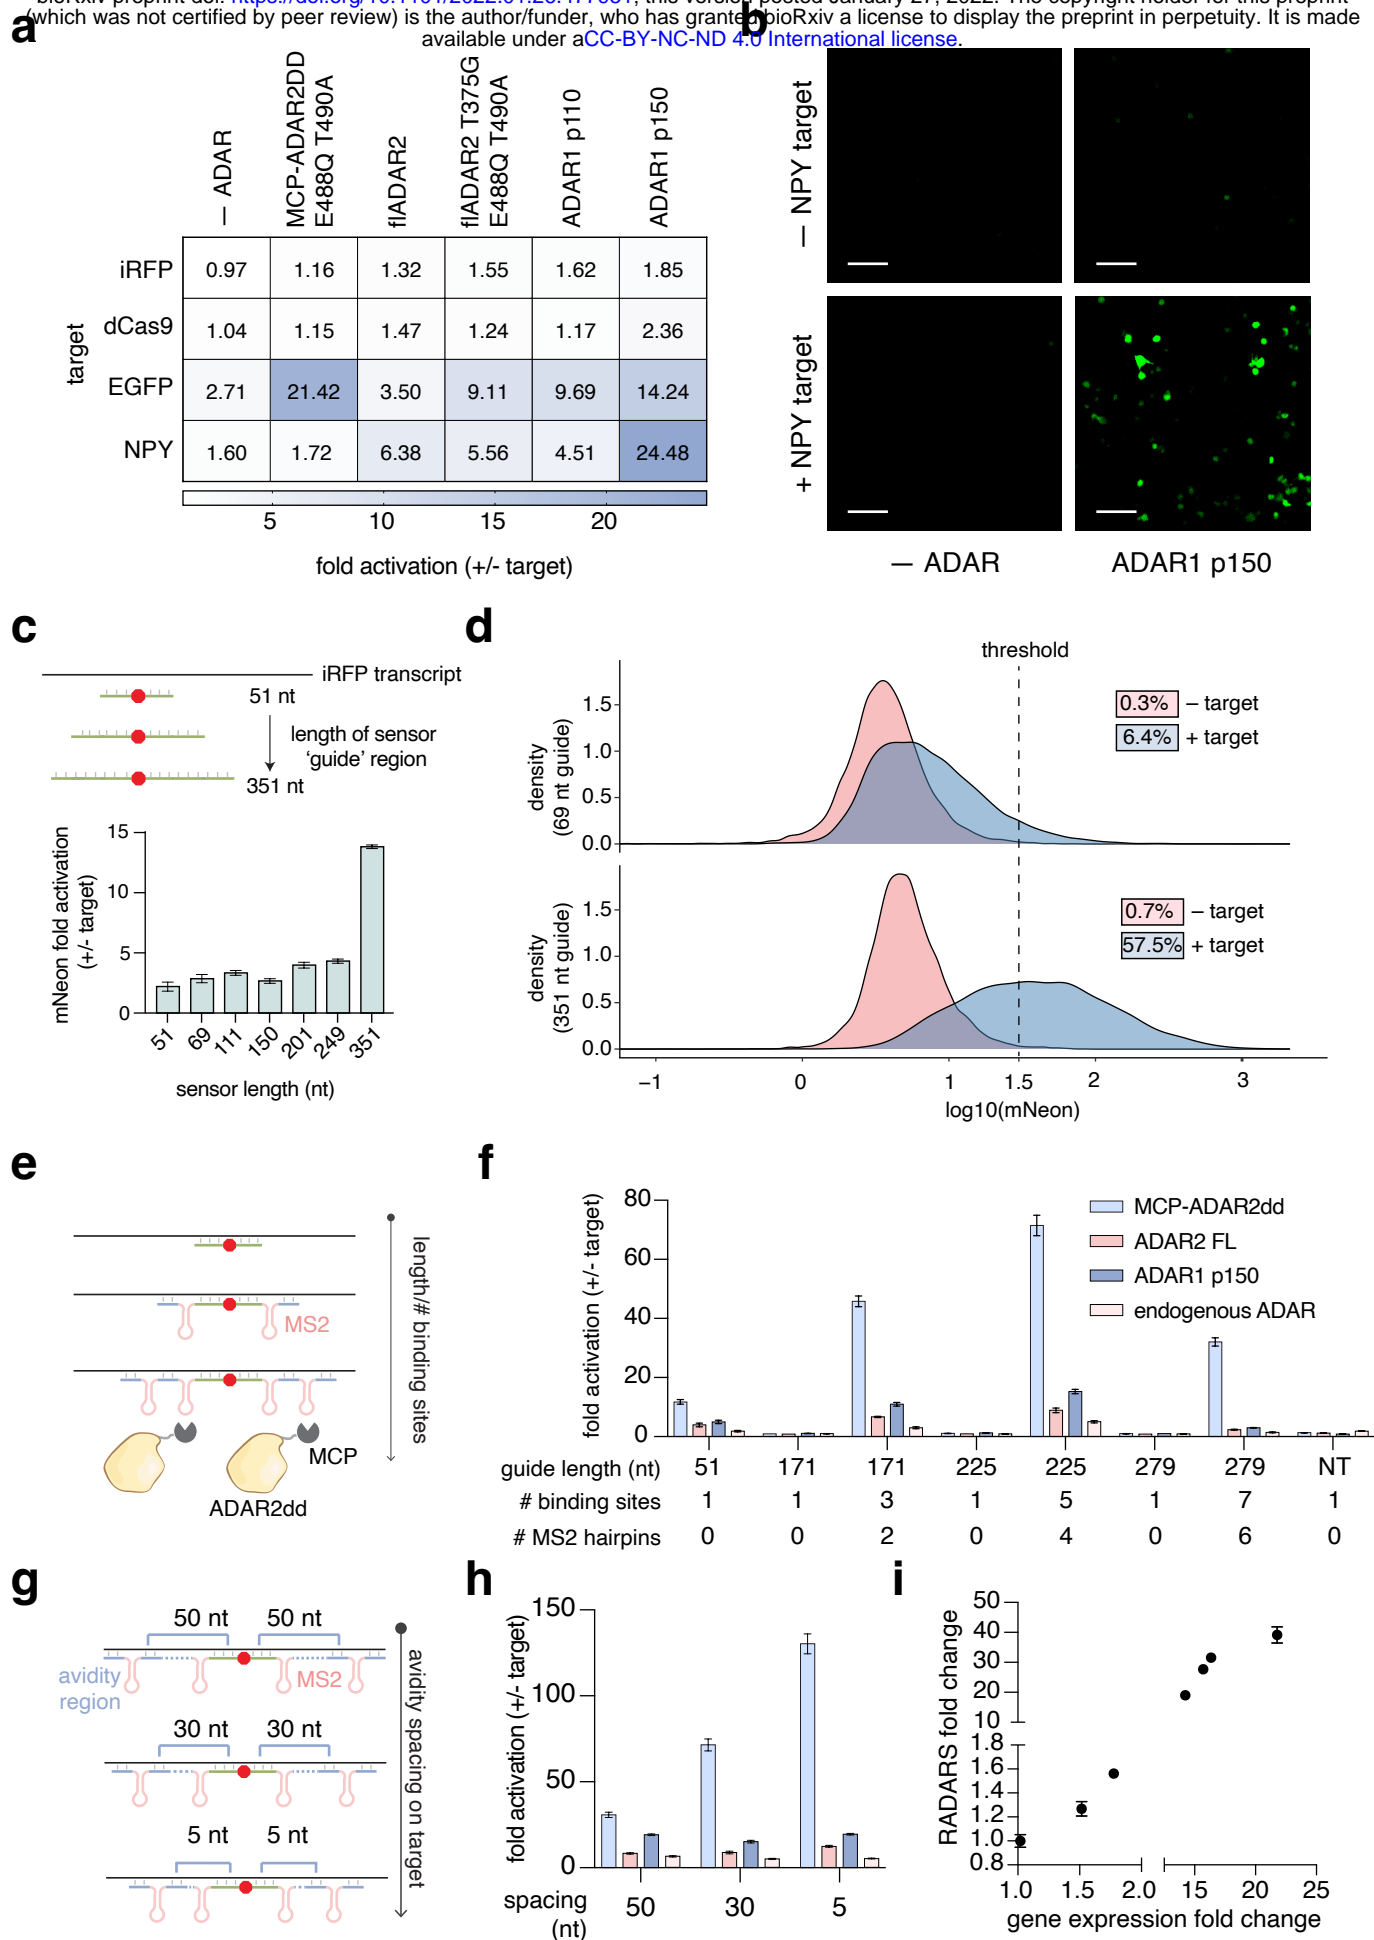 (which was not certified by peer review) is the author/funder, who has granted bioRxiv a license to display the preprint in perpetuity. It is made
available under aCC-BY-NC-ND 4.0 International license.
a
— ADAR
MCP-ADAR2DD
E488Q T490A
flADAR2
flADAR2 T375G
E488Q T490A
ADAR1 p110
ADAR1 p150
target
iRFP 0.97 1.16 1.32 1.55 1.62 1.85
dCas9 1.04 1.15 1.47 1.24 1.17 2.36
EGFP 2.71 21.42 3.50 9.11 9.69 14.24
NPY 1.60 1.72 6.38 5.56 4.51 24.48
5 10 15 20
fold activation (+/- target)
b
— NPY target
+ NPY target
— ADAR
ADAR1 p150
c
iRFP transcript
51 nt
length of sensor
'guide' region
351 nt
mNeon fold activation
(+/- target)
15
10
5
0
51 69 111 150 201 249 351
sensor length (nt)
d
threshold
density
(69 nt guide)
1.5
1.0
0.5
0.0
0.3% – target
6.4% + target
density
(351 nt guide)
1.5
1.0
0.5
0.0
0.7% – target
57.5% + target
−1 0 1 1.5 2 3
log10(mNeon)
e
MS2
MCP
ADAR2dd
length/# binding sites
f
fold activation (+/- target)
80
60
40
20
0
MCP-ADAR2dd
ADAR2 FL
ADAR1 p150
endogenous ADAR
guide length (nt) 51 171 171 225 225 279 279 NT
# binding sites 1 1 3 1 5 1 7 1
# MS2 hairpins 0 0 2 0 4 0 6 0
g
50 nt 50 nt
avidity
region
MS2
30 nt 30 nt
5 nt 5 nt
avidity spacing on target
h
fold activation (+/- target)
150
100
50
0
spacing
(nt)
50 30 5
i
RADARS fold change
50
40
30
20
10
1.8
1.6
1.4
1.2
1.0
0.8
1.0 1.5 2.0 15 20 25
gene expression fold change